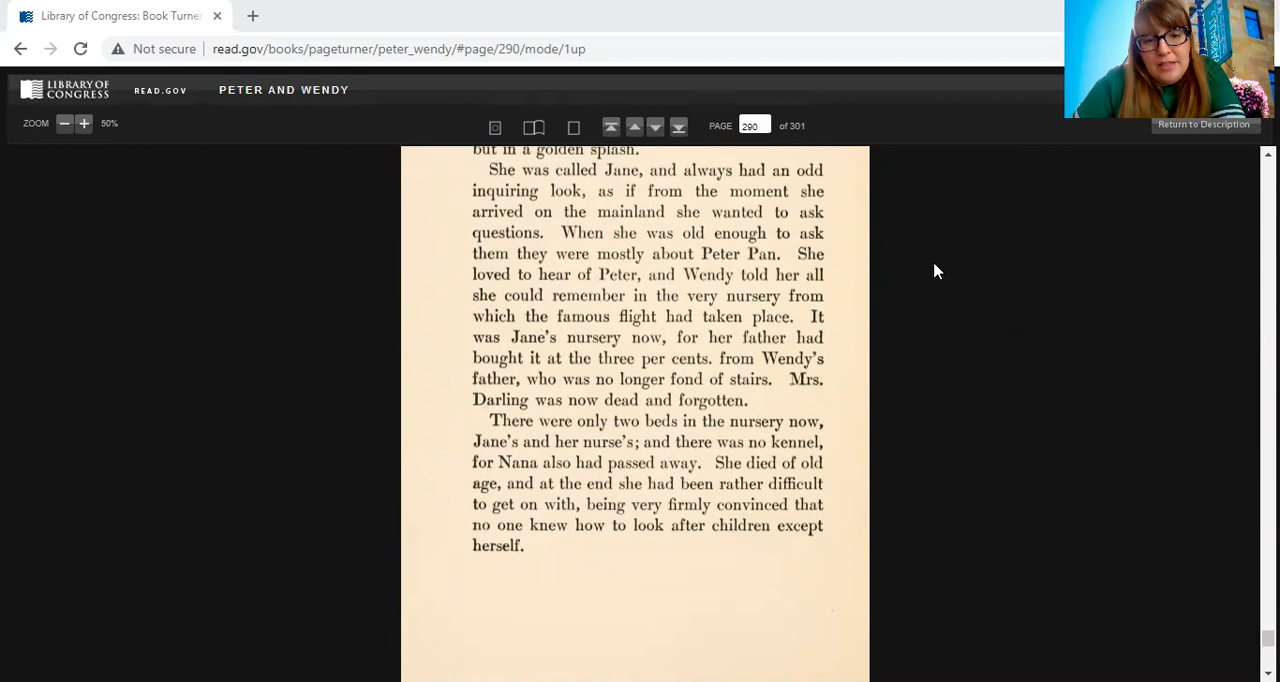 Library of Congress: Book Turner
Not secure
read.gov/books/pageturner/peter_wendy/#page/290/mode/1up
LIBRARY OF
CONGRESS
READ.GOV
PETER AND WENDY
ZOOM
50%
PAGE
290
of 301
Return to Description
but in a golden splash.
She was called Jane, and always had an odd
inquiring look, as if from the moment she
arrived on the mainland she wanted to ask
questions. When she was old enough to ask
them they were mostly about Peter Pan. She
loved to hear of Peter, and Wendy told her all
she could remember in the very nursery from
which the famous flight had taken place. It
was Jane's nursery now, for her father had
bought it at the three per cents. from Wendy's
father, who was no longer fond of stairs. Mrs.
Darling was now dead and forgotten.
There were only two beds in the nursery now,
Jane's and her nurse's; and there was no kennel,
for Nana also had passed away. She died of old
age, and at the end she had been rather difficult
to get on with, being very firmly convinced that
no one knew how to look after children except
herself.